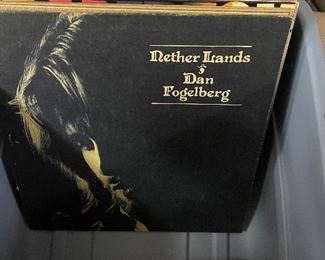 Nether Lands
Dan
Fogelberg